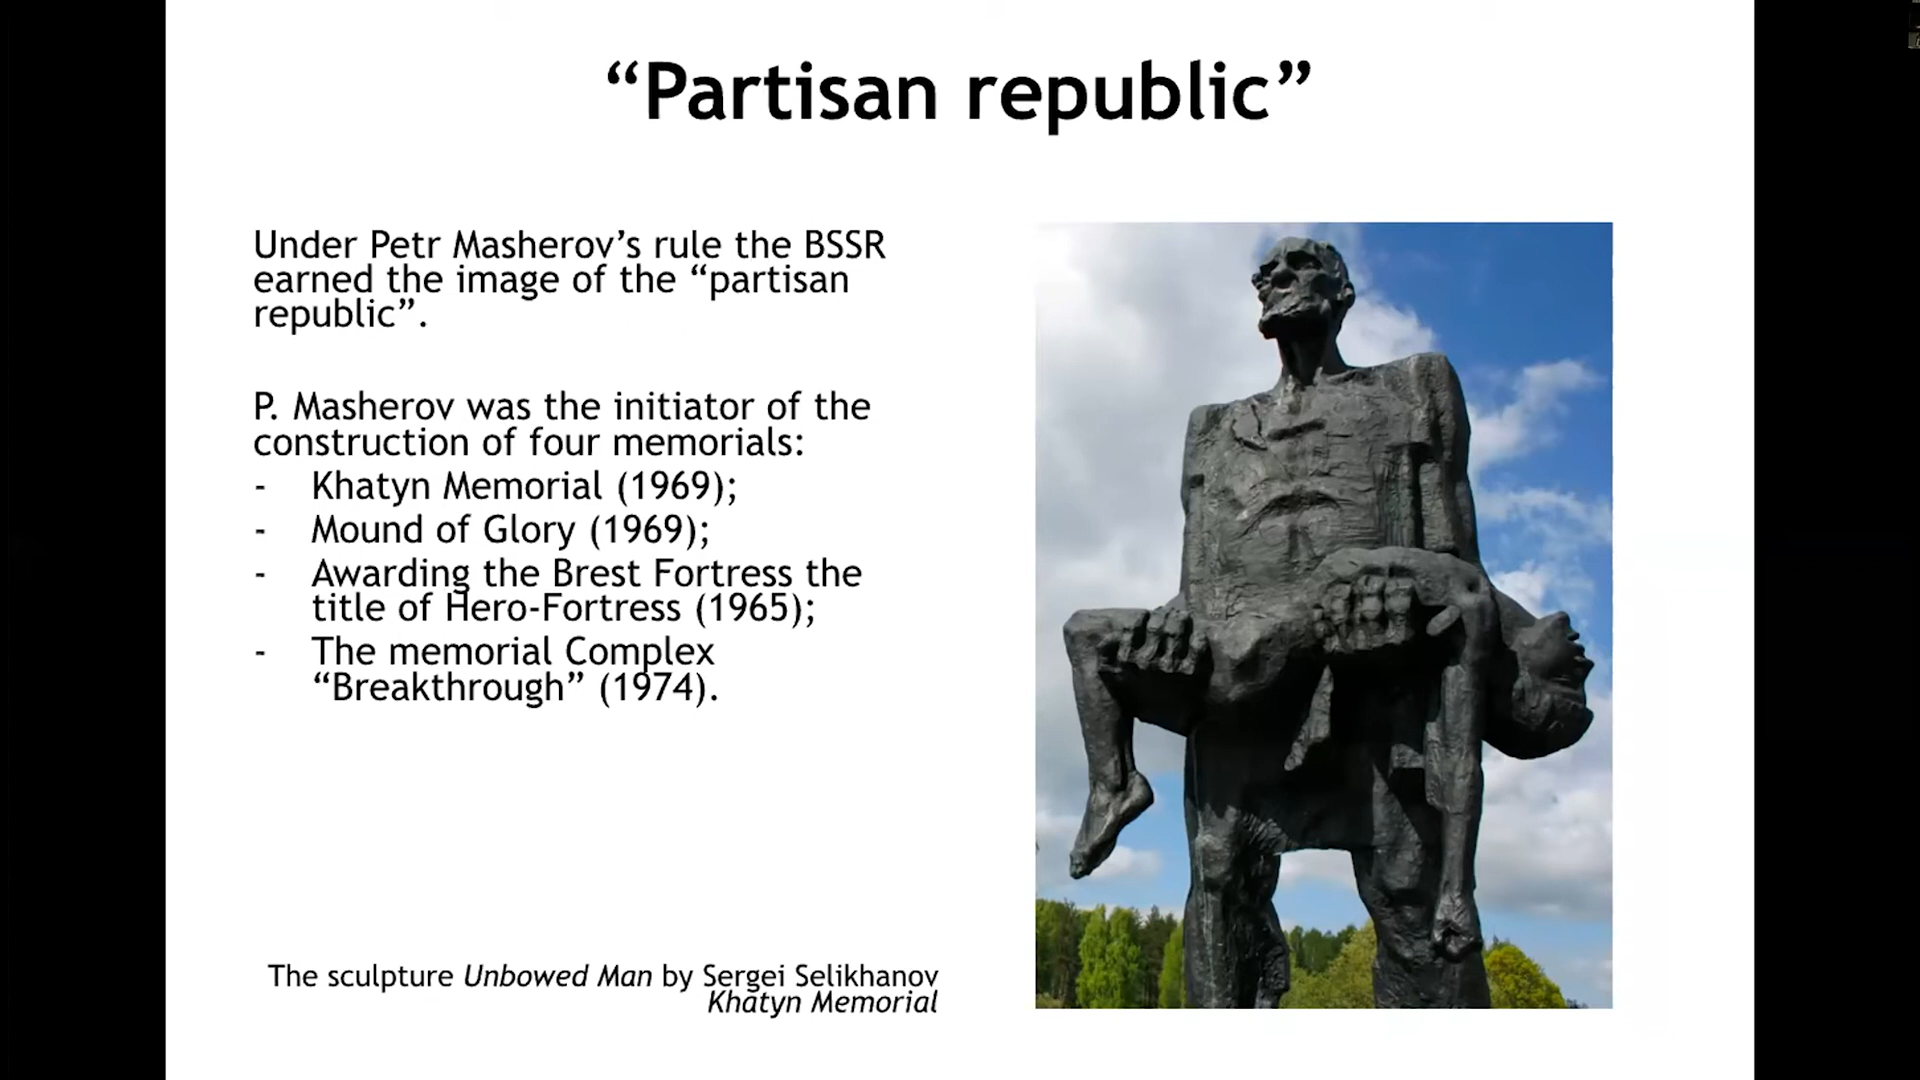 “Partisan republic”
Under Petr Masherov’s rule the BSSR
earned the image of the “partisan
republic”.
P. Masherov was the initiator of the
construction of four memorials:
- Khatyn Memorial (1969);
- Mound of Glory (1969);
- Awarding the Brest Fortress the
title of Hero-Fortress (1965);
- The memorial Complex
“Breakthrough” (1974).
The sculpture Unbowed Man by Sergei Selikhanov
Khatyn Memorial